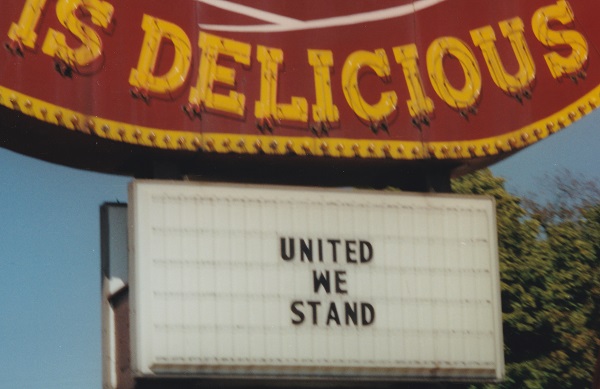 IS DELICIOUS
UNITED
WE
STAND